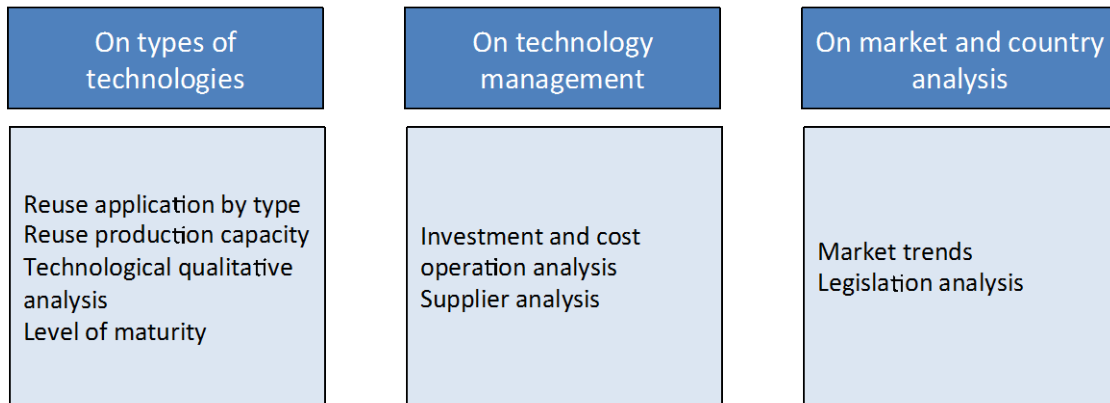 On types of
technologies
Reuse application by type
Reuse production capacity
Technological qualitative
analysis
Level of maturity
On technology
management
Investment and cost
operation analysis
Supplier analysis
On market and country
analysis
Market trends
Legislation analysis